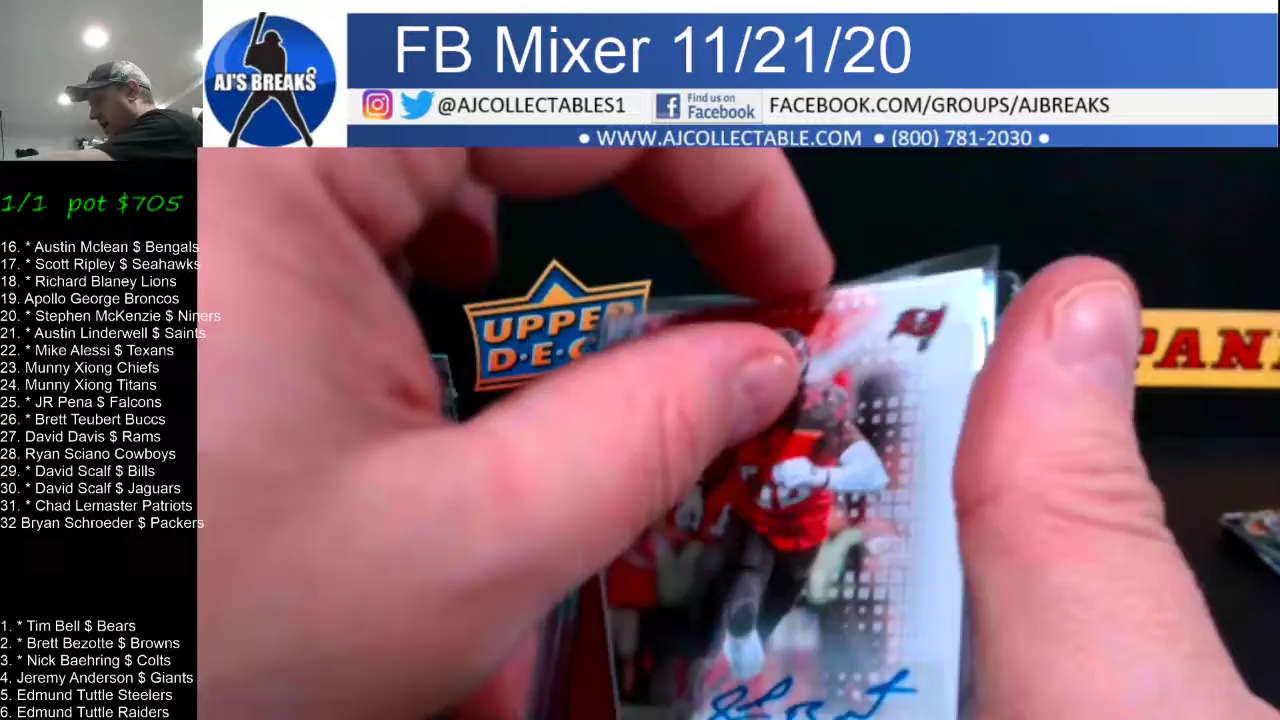 FB Mixer 11/21/20
AJ'S BREAKS
@AJCOLLECTABLES1
Find us on
Facebook
FACEBOOK.COM/GROUPS/AJBREAKS
• WWW.AJCOLLECTABLE.COM • (800) 781-2030 •
1/1 pot $705
16. * Austin Mclean $ Bengals
17. * Scott Ripley $ Seahawks
18. * Richard Blaney Lions
19. Apollo George Broncos
20. * Stephen McKenzie $ Niners
21. * Austin Linderwell $ Saints
22. * Mike Alessi $ Texans
23. Munny Xiong Chiefs
24. Munny Xiong Titans
25. * JR Pena $ Falcons
26. * Brett Teubert Buccs
27. David Davis $ Rams
28. Ryan Sciano Cowboys
29. * David Scalf $ Bills
30. * David Scalf $ Jaguars
31. * Chad Lemaster Patriots
32 Bryan Schroeder $ Packers
1. * Tim Bell $ Bears
2. * Brett Bezotte $ Browns
3. * Nick Baehring $ Colts
4. Jeremy Anderson $ Giants
5. Edmund Tuttle Steelers
6. Edmund Tuttle Raiders
UPPE
D·E·C
PANI